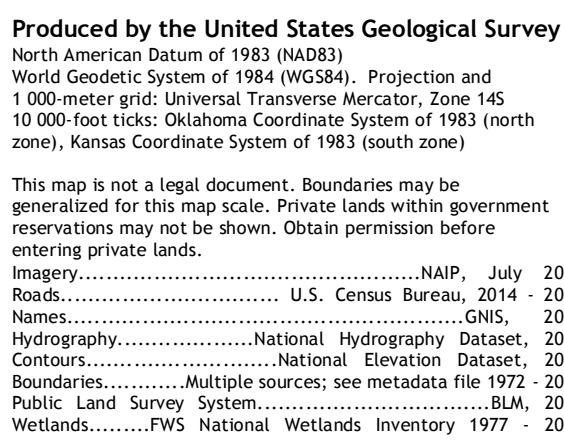 Produced by the United States Geological Survey
North American Datum of 1983 (NAD83)
World Geodetic System of 1984 (WGS84). Projection and
1 000-meter grid: Universal Transverse Mercator, Zone 14S
10 000-foot ticks: Oklahoma Coordinate System of 1983 (north
zone), Kansas Coordinate System of 1983 (south zone)
This map is not a legal document. Boundaries may be
generalized for this map scale. Private lands within government
reservations may not be shown. Obtain permission before
entering private lands.
Imagery.................................................NAIP, July 20
Roads................................ U.S. Census Bureau, 2014 - 20
Names.........................................................GNIS, 20
Hydrography....................National Hydrography Dataset, 20
Contours............................National Elevation Dataset, 20
Boundaries............Multiple sources; see metadata file 1972 - 20
Public Land Survey System..................................BLM, 20
Wetlands.........FWS National Wetlands Inventory 1977 - 20